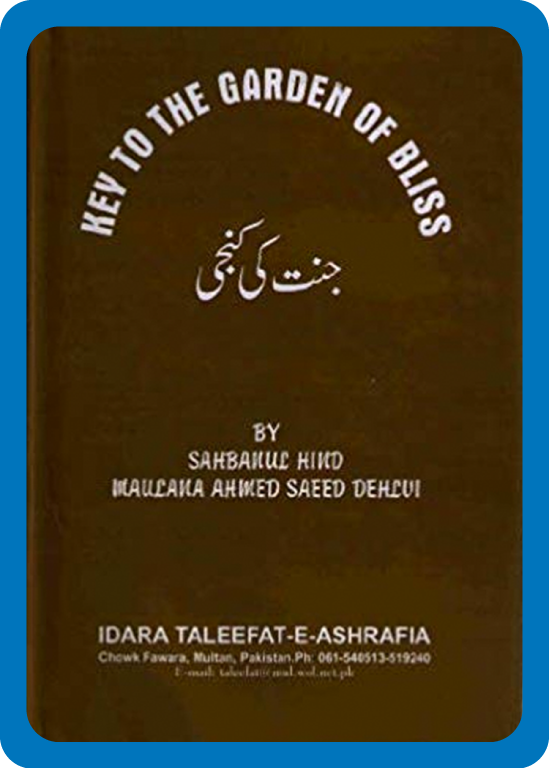 KEY TO THE GARDEN OF BLISS
جنت کی کنجی
BY
SAHBANUL HIND
MAULANA AHMED SAEED DEHLVI
IDARA TALEEFAT-E-ASHRAFIA
Chowk Fawara, Multan, Pakistan.Ph: 061-540513-519240
E-mail: